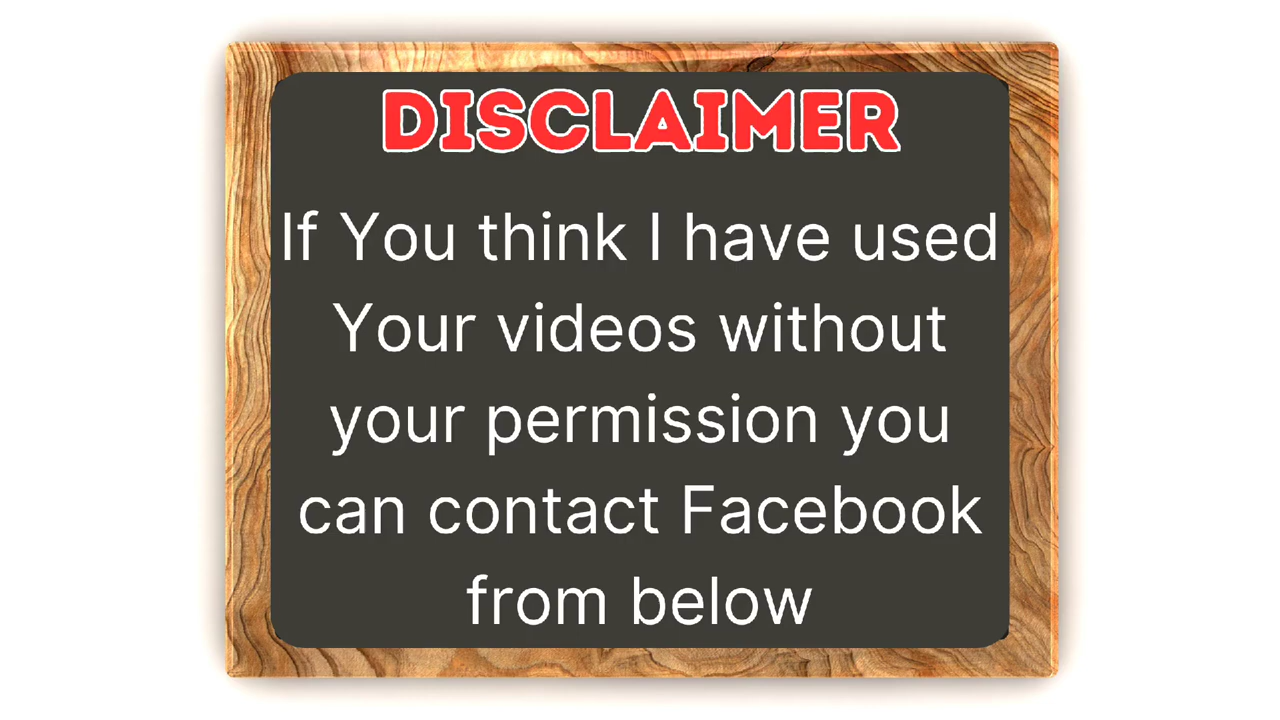 DISCLAIMER
If You think I have used
Your videos without
your permission you
can contact Facebook
from below